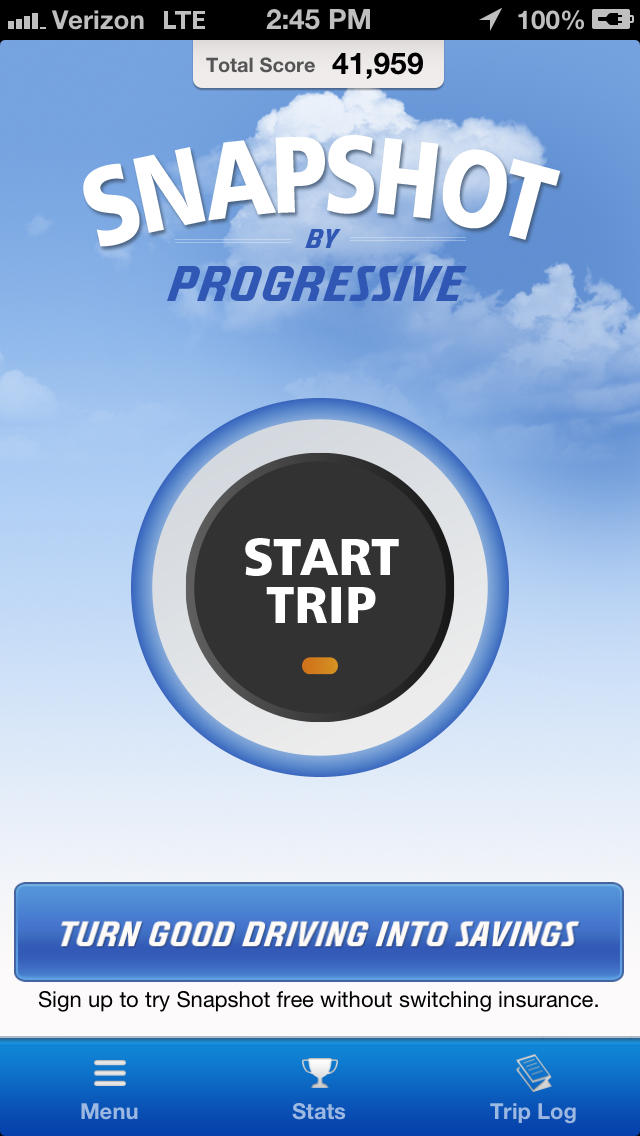 Verizon LTE 2:45 PM 100%
Total Score 41,959
SNAPSHOT
BY
PROGRESSIVE
START
TRIP
TURN GOOD DRIVING INTO SAVINGS
Sign up to try Snapshot free without switching insurance.
Menu Stats Trip Log